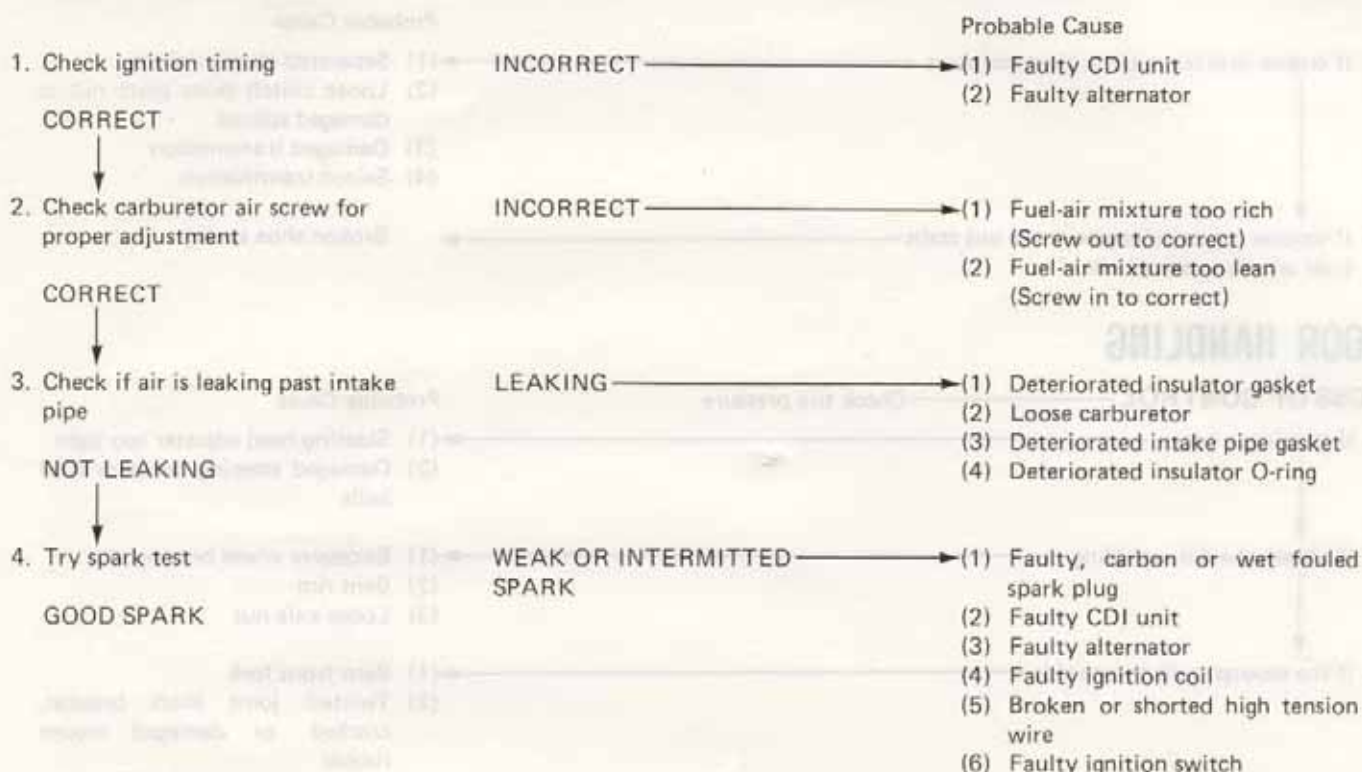 Probable Cause
1. Check ignition timing INCORRECT (1) Faulty CDI unit
(2) Faulty alternator
CORRECT
2. Check carburetor air screw for INCORRECT (1) Fuel-air mixture too rich
proper adjustment (Screw out to correct)
(2) Fuel-air mixture too lean
CORRECT (Screw in to correct)
3. Check if air is leaking past intake LEAKING (1) Deteriorated insulator gasket
pipe (2) Loose carburetor
(3) Deteriorated intake pipe gasket
NOT LEAKING (4) Deteriorated insulator O-ring
4. Try spark test WEAK OR INTERMITTED (1) Faulty, carbon or wet fouled
SPARK spark plug
GOOD SPARK (2) Faulty CDI unit
(3) Faulty alternator
(4) Faulty ignition coil
(5) Broken or shorted high tension
wire
(6) Faulty ignition switch